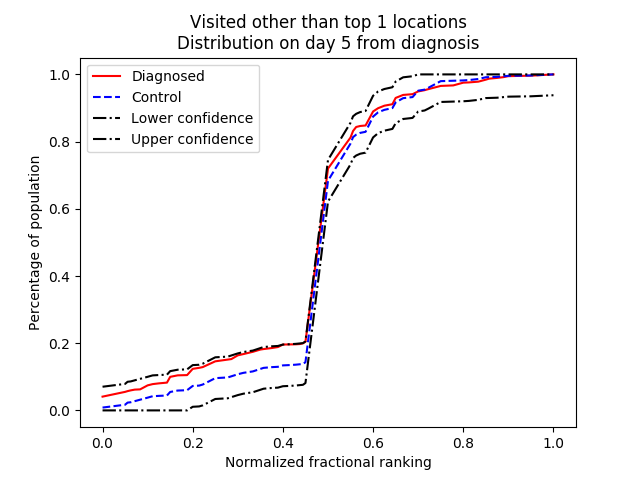 Visited other than top 1 locations
Distribution on day 5 from diagnosis
Diagnosed
Control
Lower confidence
Upper confidence
Percentage of population
1.0
0.8
0.6
0.4
0.2
0.0
0.0 0.2 0.4 0.6 0.8 1.0
Normalized fractional ranking